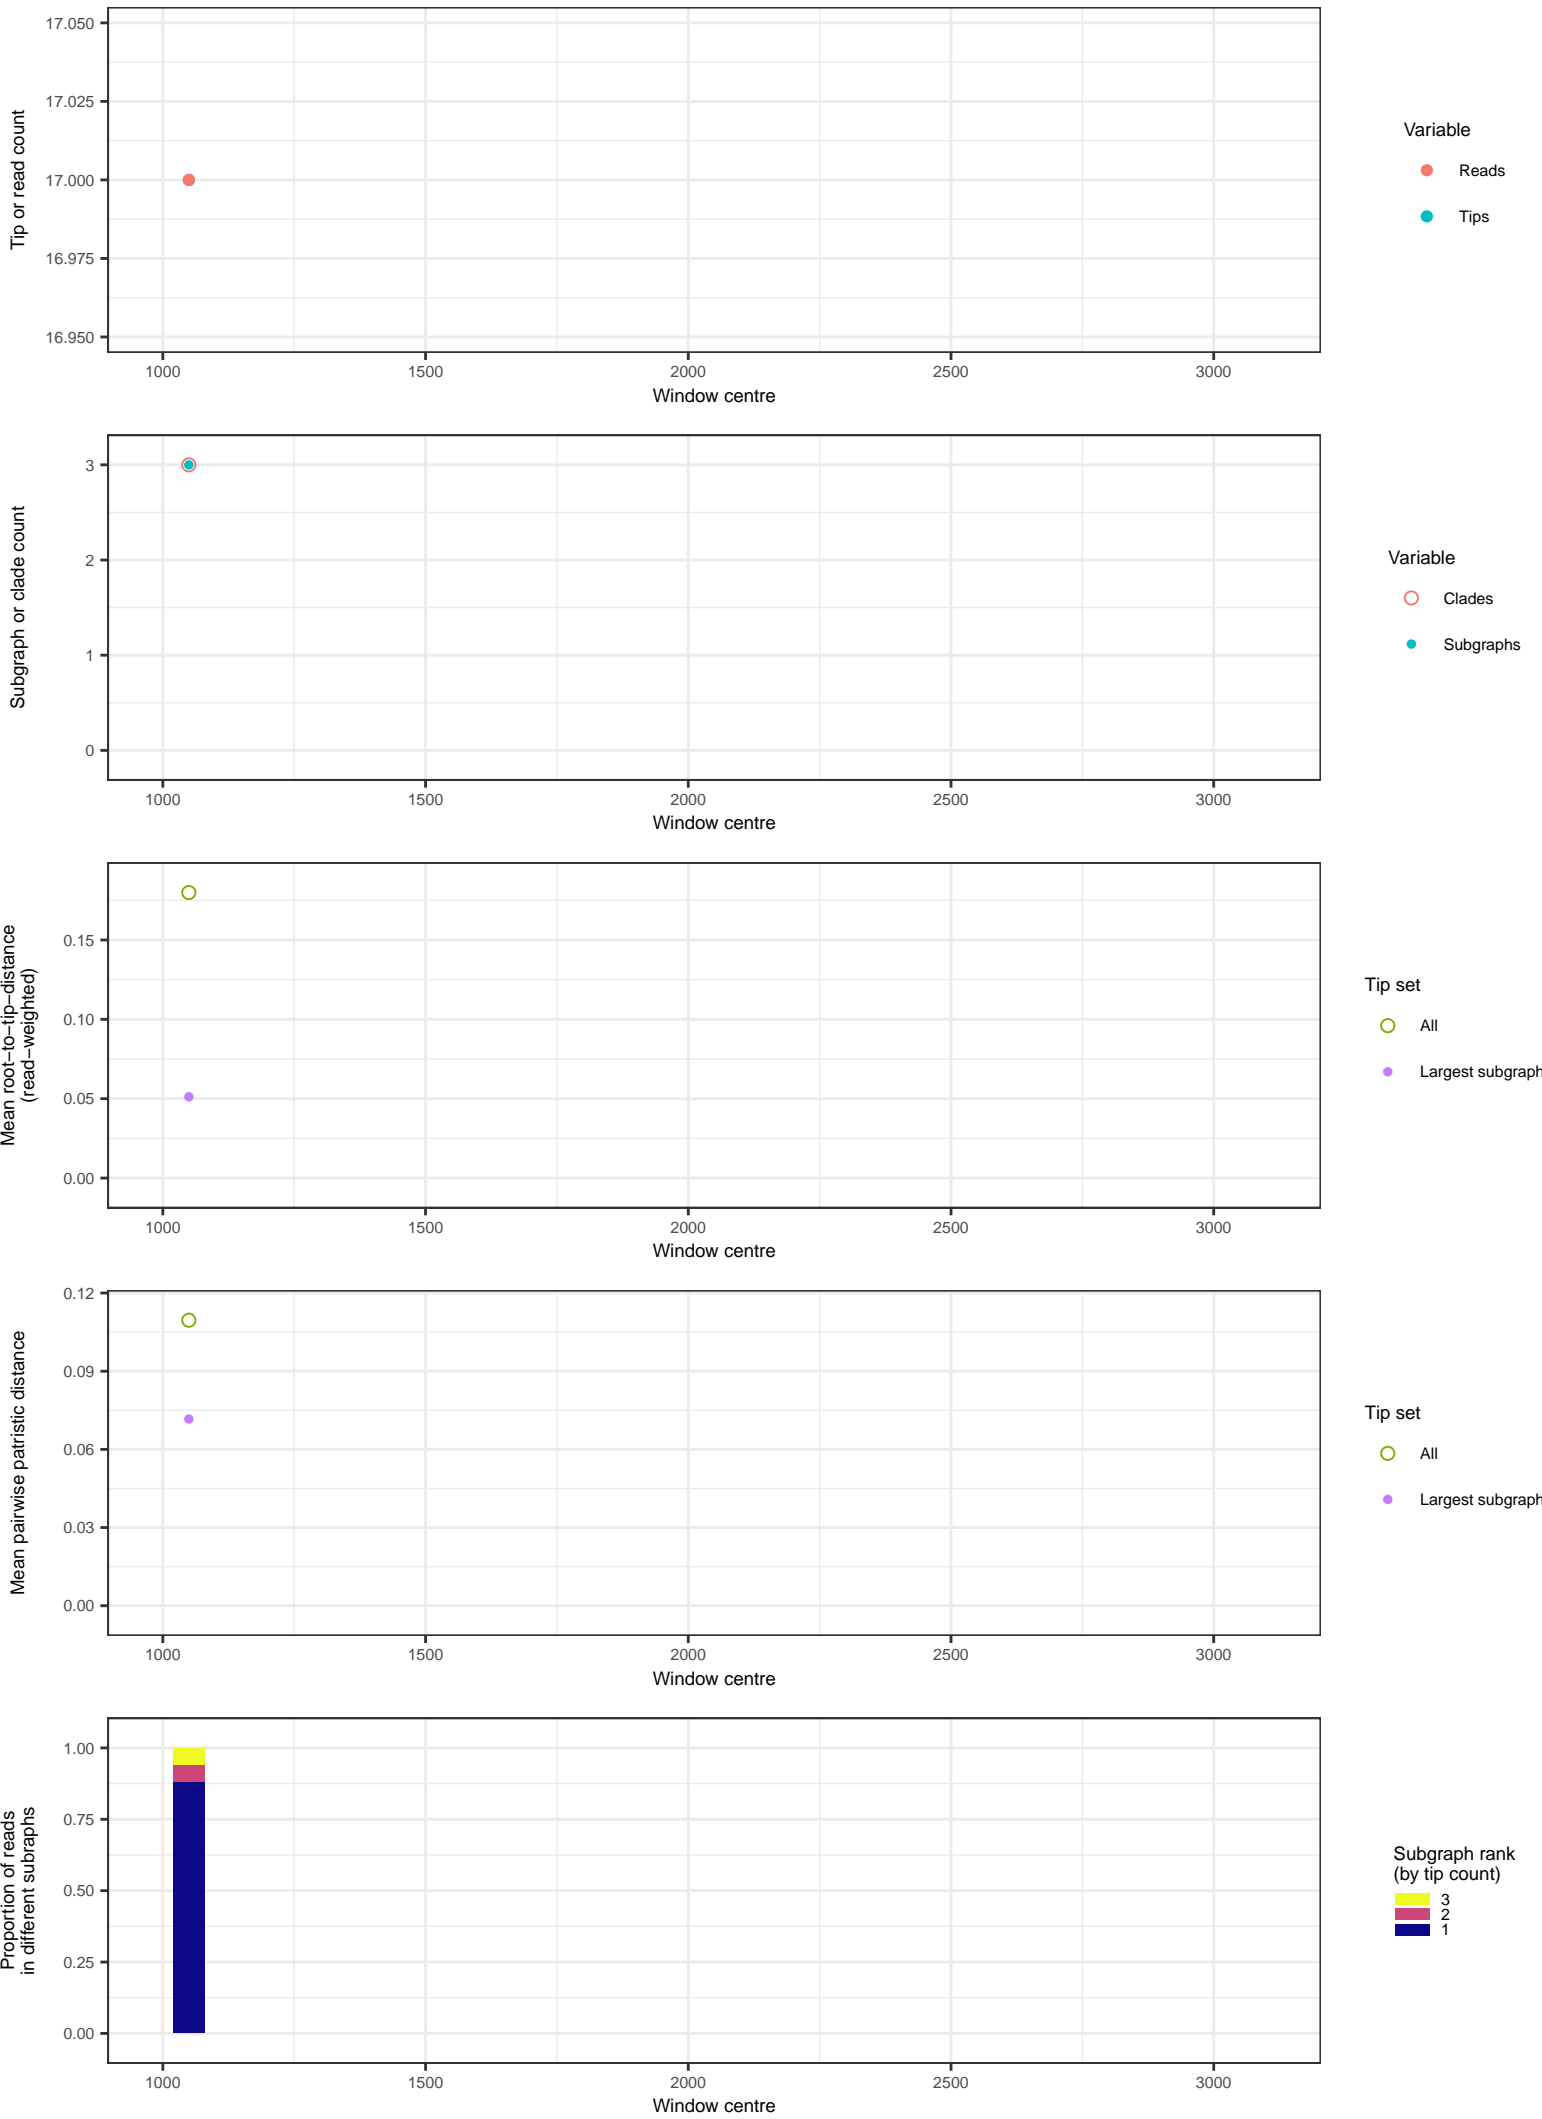 17.050
17.025
17.000
16.975
16.950
Tip or read count
1000 1500 2000 2500 3000
Window centre
Variable
Reads
Tips
3
2
1
0
Subgraph or clade count
1000 1500 2000 2500 3000
Window centre
Variable
Clades
Subgraphs
0.15
0.10
0.05
0.00
Mean root−to−tip−distance
(read−weighted)
1000 1500 2000 2500 3000
Window centre
Tip set
All
Largest subgraph
0.12
0.09
0.06
0.03
0.00
Mean pairwise patristic distance
1000 1500 2000 2500 3000
Window centre
Tip set
All
Largest subgraph
1.00
0.75
0.50
0.25
0.00
Proportion of reads
in different subraphs
1000 1500 2000 2500 3000
Window centre
Subgraph rank
(by tip count)
3
2
1